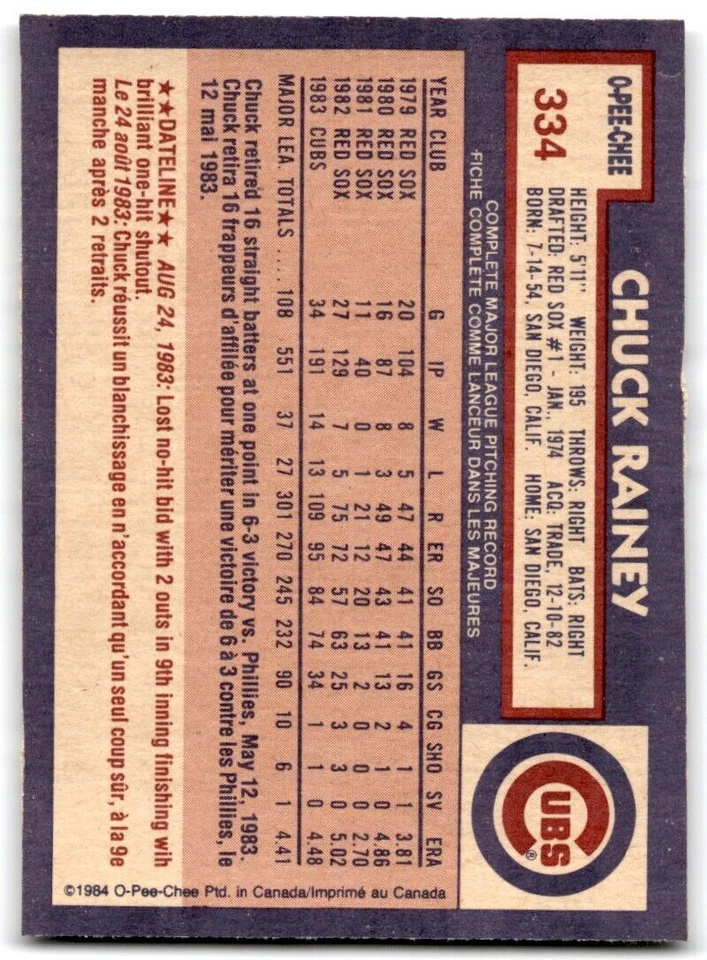 O-PEE-CHEE
334
CHUCK RAINEY
HEIGHT: 5'11" WEIGHT: 195 THROWS: RIGHT BATS: RIGHT
DRAFTED: RED SOX #1 - JAN., 1974 ACQ: TRADE, 12-10-82
BORN: 7-14-54, SAN DIEGO, CALIF. HOME: SAN DIEGO, CALIF.
CUBS®
COMPLETE MAJOR LEAGUE PITCHING RECORD
FICHE COMPLÈTE COMME LANCEUR DANS LES MAJEURES
YEAR CLUB G IP W L R ER SO BB GS CG SHO SV ERA
1979 RED SOX 20 104 8 5 47 44 41 41 16 4 1 1 3.81
1980 RED SOX 16 87 8 3 49 47 43 41 13 2 1 0 4.86
1981 RED SOX 11 40 0 1 21 12 20 13 2 0 0 0 2.70
1982 RED SOX 27 129 7 5 75 72 57 63 25 3 3 0 5.02
1983 CUBS 34 191 14 13 109 95 84 74 34 1 1 0 4.48
MAJOR LEA. TOTALS .... 108 551 37 27 301 270 245 232 90 10 6 1 4.41
Chuck retired 16 straight batters at one point in 6-3 victory vs. Phillies, May 12, 1983.
Chuck retira 16 frappeurs d'affilée pour mériter une victoire de 6 à 3 contre les Phillies, le
12 mai 1983.
★★DATELINE★★ AUG 24, 1983: Lost no-hit bid with 2 outs in 9th inning finishing wih
brilliant one-hit shutout.
Le 24 août 1983: Chuck réussit un blanchissage en n'accordant qu'un seul coup sûr, à la 9e
manche après 2 retraits.
©1984 O-Pee-Chee Ptd. in Canada/Imprimé au Canada